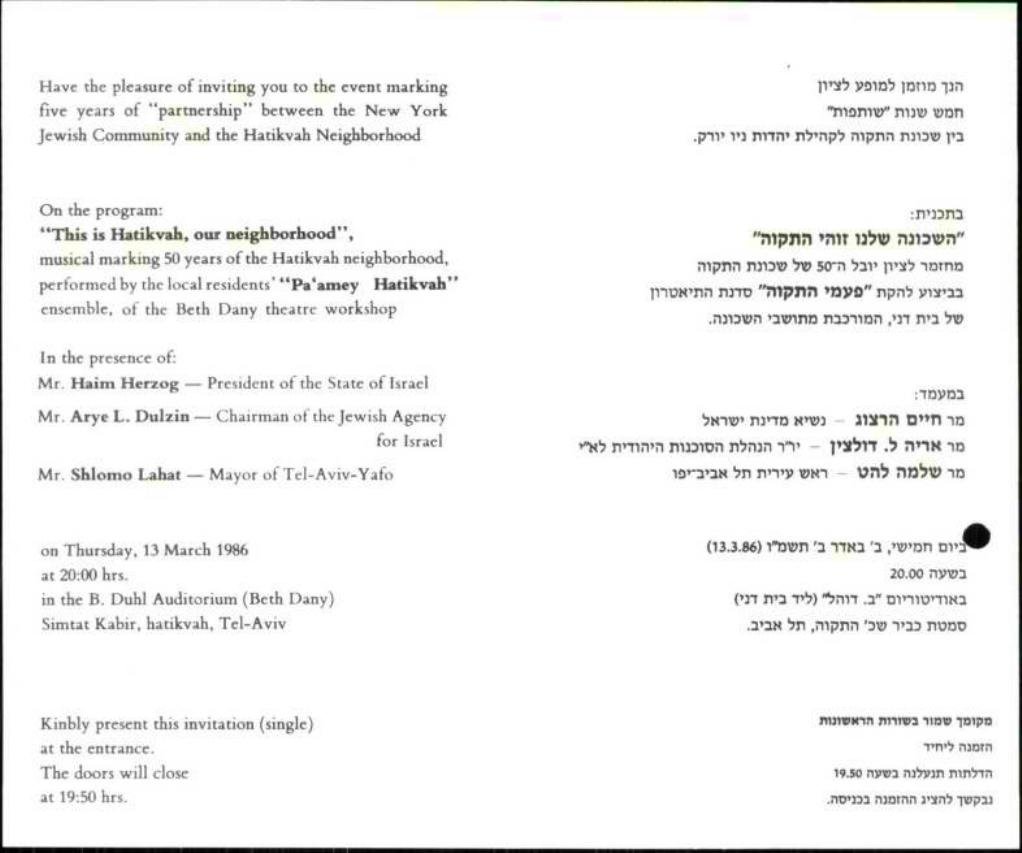 Have the pleasure of inviting you to the event marking
five years of "partnership" between the New York
Jewish Community and the Hatikvah Neighborhood
On the program:
"This is Hatikvah, our neighborhood",
musical marking 50 years of the Hatikvah neighborhood,
performed by the local residents' "Pa'amey Hatikvah"
ensemble, of the Beth Dany theatre workshop
In the presence of:
Mr. Haim Herzog — President of the State of Israel
Mr. Arye L. Dulzin — Chairman of the Jewish Agency
for Israel
Mr. Shlomo Lahat — Mayor of Tel-Aviv-Yafo
on Thursday, 13 March 1986
at 20:00 hrs.
in the B. Duhl Auditorium (Beth Dany)
Simtat Kabir, hatikvah, Tel-Aviv
Kinbly present this invitation (single)
at the entrance.
The doors will close
at 19:50 hrs.
הנך מוזמן למופע לציון
חמש שנות "שותפות"
בין שכונת התקוה לקהילת יהדות ניו יורק.
בתכנית:
"השכונה שלנו זוהי התקוה"
מחזמר לציון יובל ה־50 של שכונת התקוה
בביצוע להקת "פעמי התקוה" סדנת התיאטרון
של בית דני, המורכבת מתושבי השכונה.
במעמד:
מר חיים הרצוג – נשיא מדינת ישראל
מר אריה ל. דולצין – יו"ר הנהלת הסוכנות היהודית לא"י
מר שלמה להט – ראש עירית תל אביב־יפו
ביום חמישי, ב' באדר ב' תשמ"ו (13.3.86)
בשעה 20.00
באודיטוריום "ב. דוהל" (ליד בית דני)
סמטת כביר שכ' התקוה, תל אביב.
מקומך שמור בשורות הראשונות
הזמנה ליחיד
הדלתות תנעלנה בשעה 19.50
נבקשך להציג ההזמנה בכניסה.